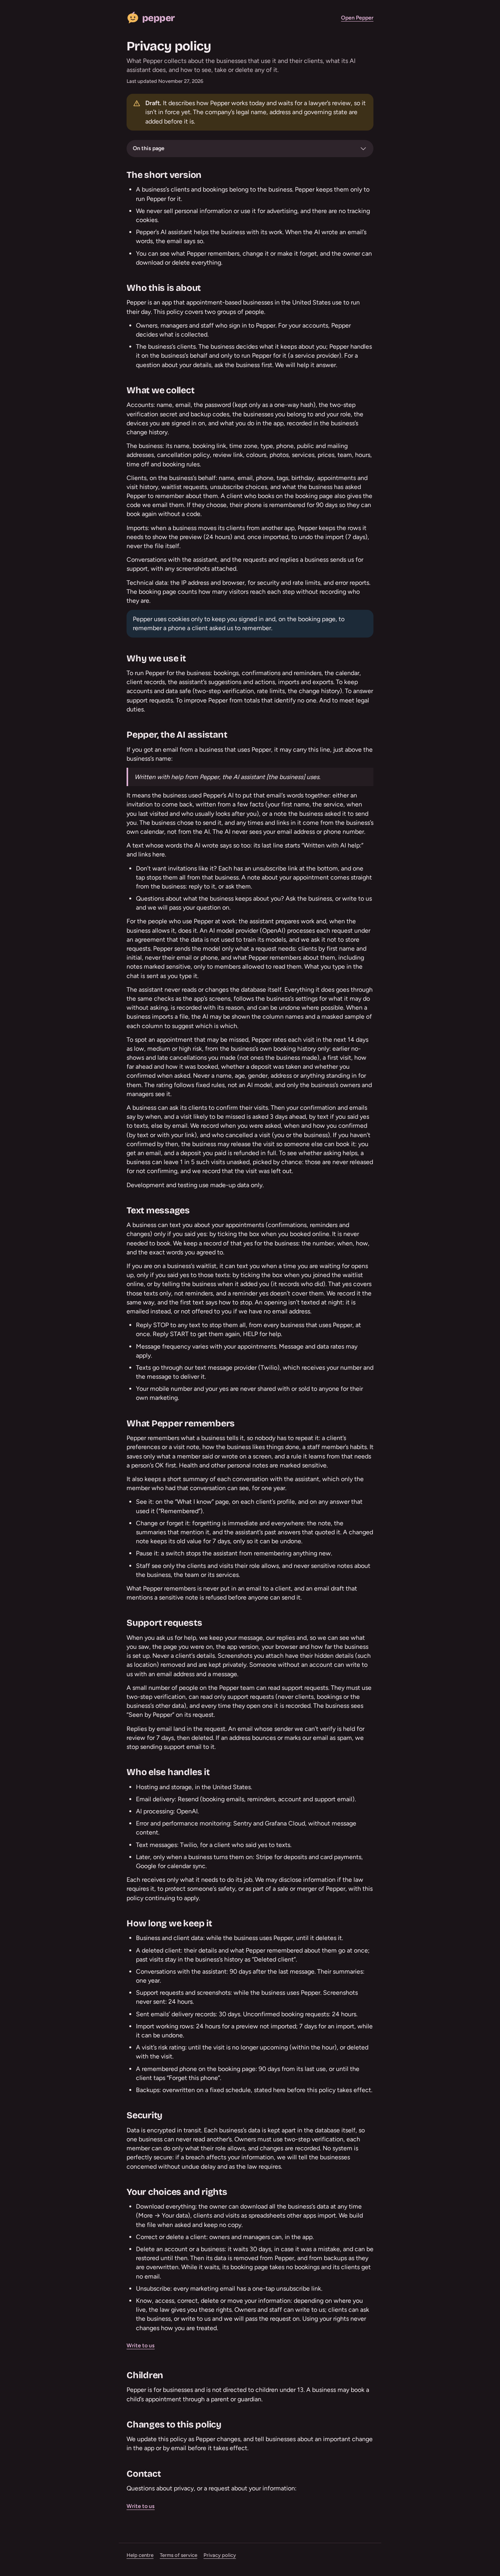 pepper
Open Pepper
Privacy policy
What Pepper collects about the businesses that use it and their clients, what its AI
assistant does, and how to see, take or delete any of it.
Last updated November 27, 2026
Draft. It describes how Pepper works today and waits for a lawyer's review, so it
isn't in force yet. The company's legal name, address and governing state are
added before it is.
On this page
The short version
• A business's clients and bookings belong to the business. Pepper keeps them only to
run Pepper for it.
• We never sell personal information or use it for advertising, and there are no tracking
cookies.
• Pepper's AI assistant helps the business with its work. When the AI wrote an email's
words, the email says so.
• You can see what Pepper remembers, change it or make it forget, and the owner can
download or delete everything.
Who this is about
Pepper is an app that appointment-based businesses in the United States use to run
their day. This policy covers two groups of people.
• Owners, managers and staff who sign in to Pepper. For your accounts, Pepper
decides what is collected.
• The business's clients. The business decides what it keeps about you; Pepper handles
it on the business's behalf and only to run Pepper for it (a service provider). For a
question about your details, ask the business first. We will help it answer.
What we collect
Accounts: name, email, the password (kept only as a one-way hash), the two-step
verification secret and backup codes, the businesses you belong to and your role, the
devices you are signed in on, and what you do in the app, recorded in the business's
change history.
The business: its name, booking link, time zone, type, phone, public and mailing
addresses, cancellation policy, review link, colours, photos, services, prices, team, hours,
time off and booking rules.
Clients, on the business's behalf: name, email, phone, tags, birthday, appointments and
visit history, waitlist requests, unsubscribe choices, and what the business has asked
Pepper to remember about them. A client who books on the booking page also gives the
code we email them. If they choose, their phone is remembered for 90 days so they can
book again without a code.
Imports: when a business moves its clients from another app, Pepper keeps the rows it
needs to show the preview (24 hours) and, once imported, to undo the import (7 days),
never the file itself.
Conversations with the assistant, and the requests and replies a business sends us for
support, with any screenshots attached.
Technical data: the IP address and browser, for security and rate limits, and error reports.
The booking page counts how many visitors reach each step without recording who
they are.
Pepper uses cookies only to keep you signed in and, on the booking page, to
remember a phone a client asked us to remember.
Why we use it
To run Pepper for the business: bookings, confirmations and reminders, the calendar,
client records, the assistant's suggestions and actions, imports and exports. To keep
accounts and data safe (two-step verification, rate limits, the change history). To answer
support requests. To improve Pepper from totals that identify no one. And to meet legal
duties.
Pepper, the AI assistant
If you got an email from a business that uses Pepper, it may carry this line, just above the
business's name:
Written with help from Pepper, the AI assistant [the business] uses.
It means the business used Pepper's AI to put that email's words together: either an
invitation to come back, written from a few facts (your first name, the service, when
you last visited and who usually looks after you), or a note the business asked it to send
you. The business chose to send it, and any times and links in it come from the business's
own calendar, not from the AI. The AI never sees your email address or phone number.
A text whose words the AI wrote says so too: its last line starts "Written with AI help:"
and links here.
• Don't want invitations like it? Each has an unsubscribe link at the bottom, and one
tap stops them all from that business. A note about your appointment comes straight
from the business: reply to it, or ask them.
• Questions about what the business keeps about you? Ask the business, or write to us
and we will pass your question on.
For the people who use Pepper at work: the assistant prepares work and, when the
business allows it, does it. An AI model provider (OpenAI) processes each request under
an agreement that the data is not used to train its models, and we ask it not to store
requests. Pepper sends the model only what a request needs: clients by first name and
initial, never their email or phone, and what Pepper remembers about them, including
notes marked sensitive, only to members allowed to read them. What you type in the
chat is sent as you type it.
The assistant never reads or changes the database itself. Everything it does goes through
the same checks as the app's screens, follows the business's settings for what it may do
without asking, is recorded with its reason, and can be undone where possible. When a
business imports a file, the AI may be shown the column names and a masked sample of
each column to suggest which is which.
To spot an appointment that may be missed, Pepper rates each visit in the next 14 days
as low, medium or high risk, from the business's own booking history only: earlier no-
shows and late cancellations you made (not ones the business made), a first visit, how
far ahead and how it was booked, whether a deposit was taken and whether you
confirmed when asked. Never a name, age, gender, address or anything standing in for
them. The rating follows fixed rules, not an AI model, and only the business's owners and
managers see it.
A business can ask its clients to confirm their visits. Then your confirmation and emails
say by when, and a visit likely to be missed is asked 3 days ahead, by text if you said yes
to texts, else by email. We record when you were asked, when and how you confirmed
(by text or with your link), and who cancelled a visit (you or the business). If you haven't
confirmed by then, the business may release the visit so someone else can book it: you
get an email, and a deposit you paid is refunded in full. To see whether asking helps, a
business can leave 1 in 5 such visits unasked, picked by chance: those are never released
for not confirming, and we record that the visit was left out.
Development and testing use made-up data only.
Text messages
A business can text you about your appointments (confirmations, reminders and
changes) only if you said yes: by ticking the box when you booked online. It is never
needed to book. We keep a record of that yes for the business: the number, when, how,
and the exact words you agreed to.
If you are on a business's waitlist, it can text you when a time you are waiting for opens
up, only if you said yes to those texts: by ticking the box when you joined the waitlist
online, or by telling the business when it added you (it records who did). That yes covers
those texts only, not reminders, and a reminder yes doesn't cover them. We record it the
same way, and the first text says how to stop. An opening isn't texted at night: it is
emailed instead, or not offered to you if we have no email address.
• Reply STOP to any text to stop them all, from every business that uses Pepper, at
once. Reply START to get them again, HELP for help.
• Message frequency varies with your appointments. Message and data rates may
apply.
• Texts go through our text message provider (Twilio), which receives your number and
the message to deliver it.
• Your mobile number and your yes are never shared with or sold to anyone for their
own marketing.
What Pepper remembers
Pepper remembers what a business tells it, so nobody has to repeat it: a client's
preferences or a visit note, how the business likes things done, a staff member's habits. It
saves only what a member said or wrote on a screen, and a rule it learns from that needs
a person's OK first. Health and other personal notes are marked sensitive.
It also keeps a short summary of each conversation with the assistant, which only the
member who had that conversation can see, for one year.
• See it: on the "What I know" page, on each client's profile, and on any answer that
used it ("Remembered").
• Change or forget it: forgetting is immediate and everywhere: the note, the
summaries that mention it, and the assistant's past answers that quoted it. A changed
note keeps its old value for 7 days, only so it can be undone.
• Pause it: a switch stops the assistant from remembering anything new.
• Staff see only the clients and visits their role allows, and never sensitive notes about
the business, the team or its services.
What Pepper remembers is never put in an email to a client, and an email draft that
mentions a sensitive note is refused before anyone can send it.
Support requests
When you ask us for help, we keep your message, our replies and, so we can see what
you saw, the page you were on, the app version, your browser and how far the business
is set up. Never a client's details. Screenshots you attach have their hidden details (such
as location) removed and are kept privately. Someone without an account can write to
us with an email address and a message.
A small number of people on the Pepper team can read support requests. They must use
two-step verification, can read only support requests (never clients, bookings or the
business's other data), and every time they open one it is recorded. The business sees
"Seen by Pepper" on its request.
Replies by email land in the request. An email whose sender we can't verify is held for
review for 7 days, then deleted. If an address bounces or marks our email as spam, we
stop sending support email to it.
Who else handles it
• Hosting and storage, in the United States.
• Email delivery: Resend (booking emails, reminders, account and support email).
• AI processing: OpenAI.
• Error and performance monitoring: Sentry and Grafana Cloud, without message
content.
• Text messages: Twilio, for a client who said yes to texts.
• Later, only when a business turns them on: Stripe for deposits and card payments,
Google for calendar sync.
Each receives only what it needs to do its job. We may disclose information if the law
requires it, to protect someone's safety, or as part of a sale or merger of Pepper, with this
policy continuing to apply.
How long we keep it
• Business and client data: while the business uses Pepper, until it deletes it.
• A deleted client: their details and what Pepper remembered about them go at once;
past visits stay in the business's history as "Deleted client".
• Conversations with the assistant: 90 days after the last message. Their summaries:
one year.
• Support requests and screenshots: while the business uses Pepper. Screenshots
never sent: 24 hours.
• Sent emails' delivery records: 30 days. Unconfirmed booking requests: 24 hours.
• Import working rows: 24 hours for a preview not imported; 7 days for an import, while
it can be undone.
• A visit's risk rating: until the visit is no longer upcoming (within the hour), or deleted
with the visit.
• A remembered phone on the booking page: 90 days from its last use, or until the
client taps "Forget this phone".
• Backups: overwritten on a fixed schedule, stated here before this policy takes effect.
Security
Data is encrypted in transit. Each business's data is kept apart in the database itself, so
one business can never read another's. Owners must use two-step verification, each
member can do only what their role allows, and changes are recorded. No system is
perfectly secure: if a breach affects your information, we will tell the businesses
concerned without undue delay and as the law requires.
Your choices and rights
• Download everything: the owner can download all the business's data at any time
(More → Your data), clients and visits as spreadsheets other apps import. We build
the file when asked and keep no copy.
• Correct or delete a client: owners and managers can, in the app.
• Delete an account or a business: it waits 30 days, in case it was a mistake, and can be
restored until then. Then its data is removed from Pepper, and from backups as they
are overwritten. While it waits, its booking page takes no bookings and its clients get
no email.
• Unsubscribe: every marketing email has a one-tap unsubscribe link.
• Know, access, correct, delete or move your information: depending on where you
live, the law gives you these rights. Owners and staff can write to us; clients can ask
the business, or write to us and we will pass the request on. Using your rights never
changes how you are treated.
Write to us
Children
Pepper is for businesses and is not directed to children under 13. A business may book a
child's appointment through a parent or guardian.
Changes to this policy
We update this policy as Pepper changes, and tell businesses about an important change
in the app or by email before it takes effect.
Contact
Questions about privacy, or a request about your information:
Write to us
Help centre
Terms of service
Privacy policy